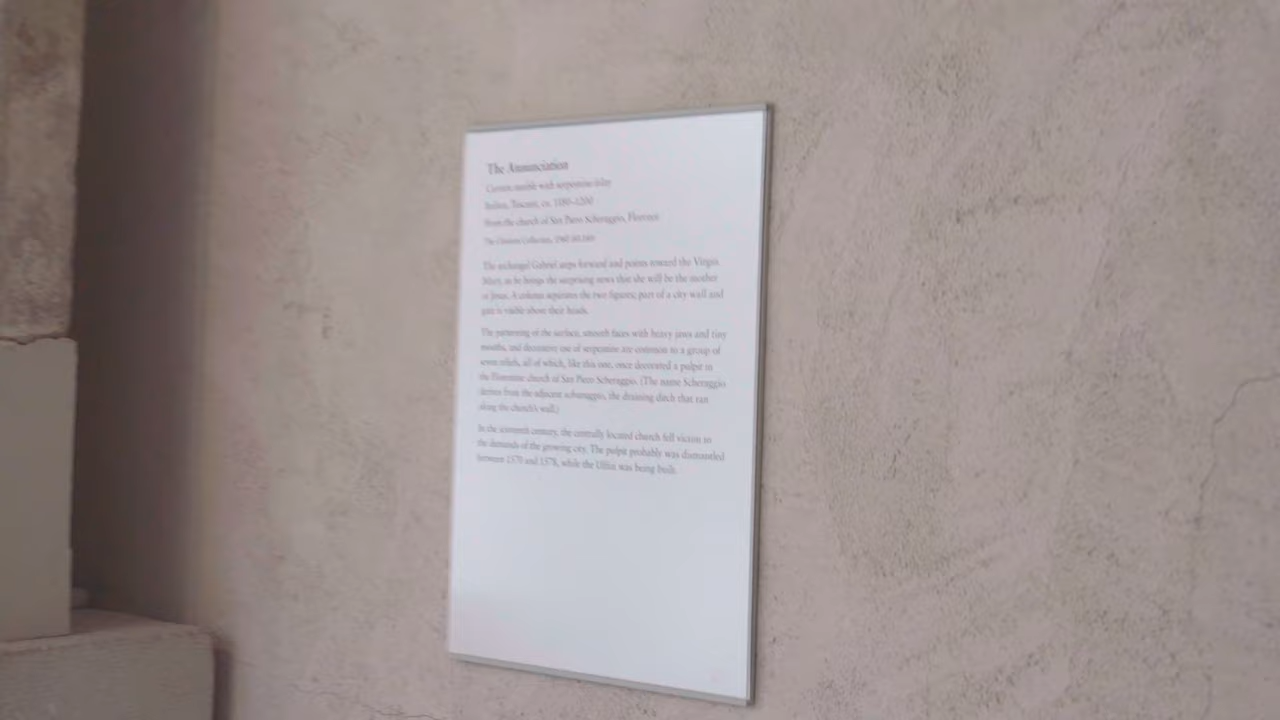 The Annunciation
Carrara marble with serpentine inlay
Italian, Tuscany, ca. 1180–1200
From the church of San Piero Scheraggio, Florence
The Cloisters Collection, 1960
The archangel Gabriel steps forward and points toward the Virgin
Mary, as he brings the surprising news that she will be the mother
of Jesus. A column separates the two figures; part of a city wall and
gate is visible above their heads.
The patterning of the surface, smooth faces with heavy jaws and tiny
mouths, and decorative use of serpentine are common to a group of
seven reliefs, all of which, like this one, once decorated a pulpit in
the Florentine church of San Piero Scheraggio. (The name Scheraggio
derives from the adjacent schiaraggio, the draining ditch that ran
along the church's wall.)
In the sixteenth century, the centrally located church fell victim to
the demands of the growing city. The pulpit probably was dismantled
between 1570 and 1578, while the Uffizi was being built.